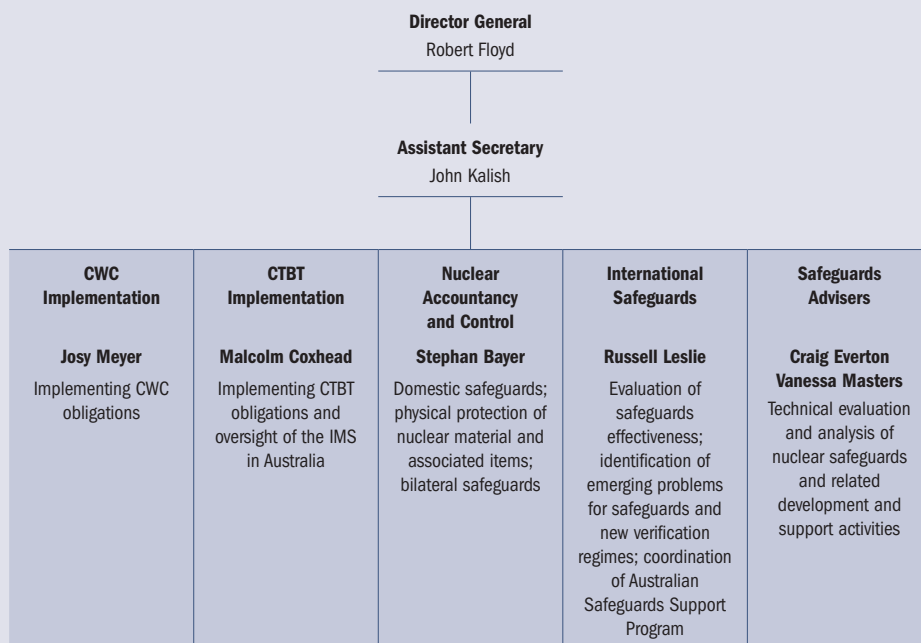 Director General
Robert Floyd
Assistant Secretary
John Kalish
CWC
Implementation
Josy Meyer
Implementing CWC
obligations
CTBT
Implementation
Malcolm Coxhead
Implementing CTBT
obligations and
oversight of the IMS
in Australia
Nuclear
Accountancy
and Control
Stephan Bayer
Domestic safeguards;
physical protection of
nuclear material and
associated items;
bilateral safeguards
International
Safeguards
Russell Leslie
Evaluation of
safeguards
effectiveness;
identification of
emerging problems
for safeguards and
new verification
regimes; coordination
of Australian
Safeguards Support
Program
Safeguards
Advisers
Craig Everton
Vanessa Masters
Technical evaluation
and analysis of
nuclear safeguards
and related
development and
support activities